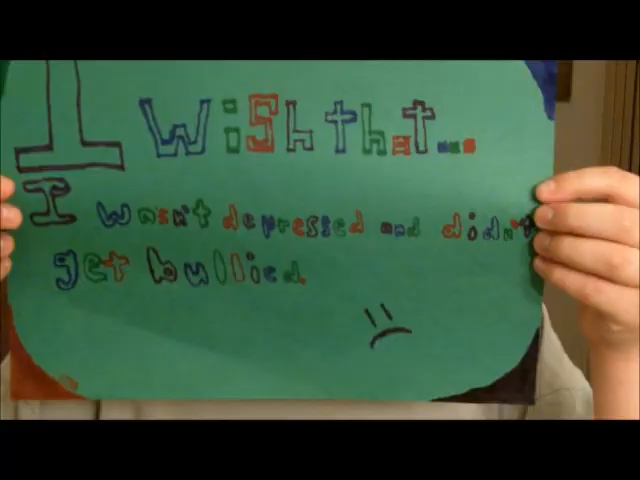 I Wish that...
I wasn't depressed and didn't
get bullied.